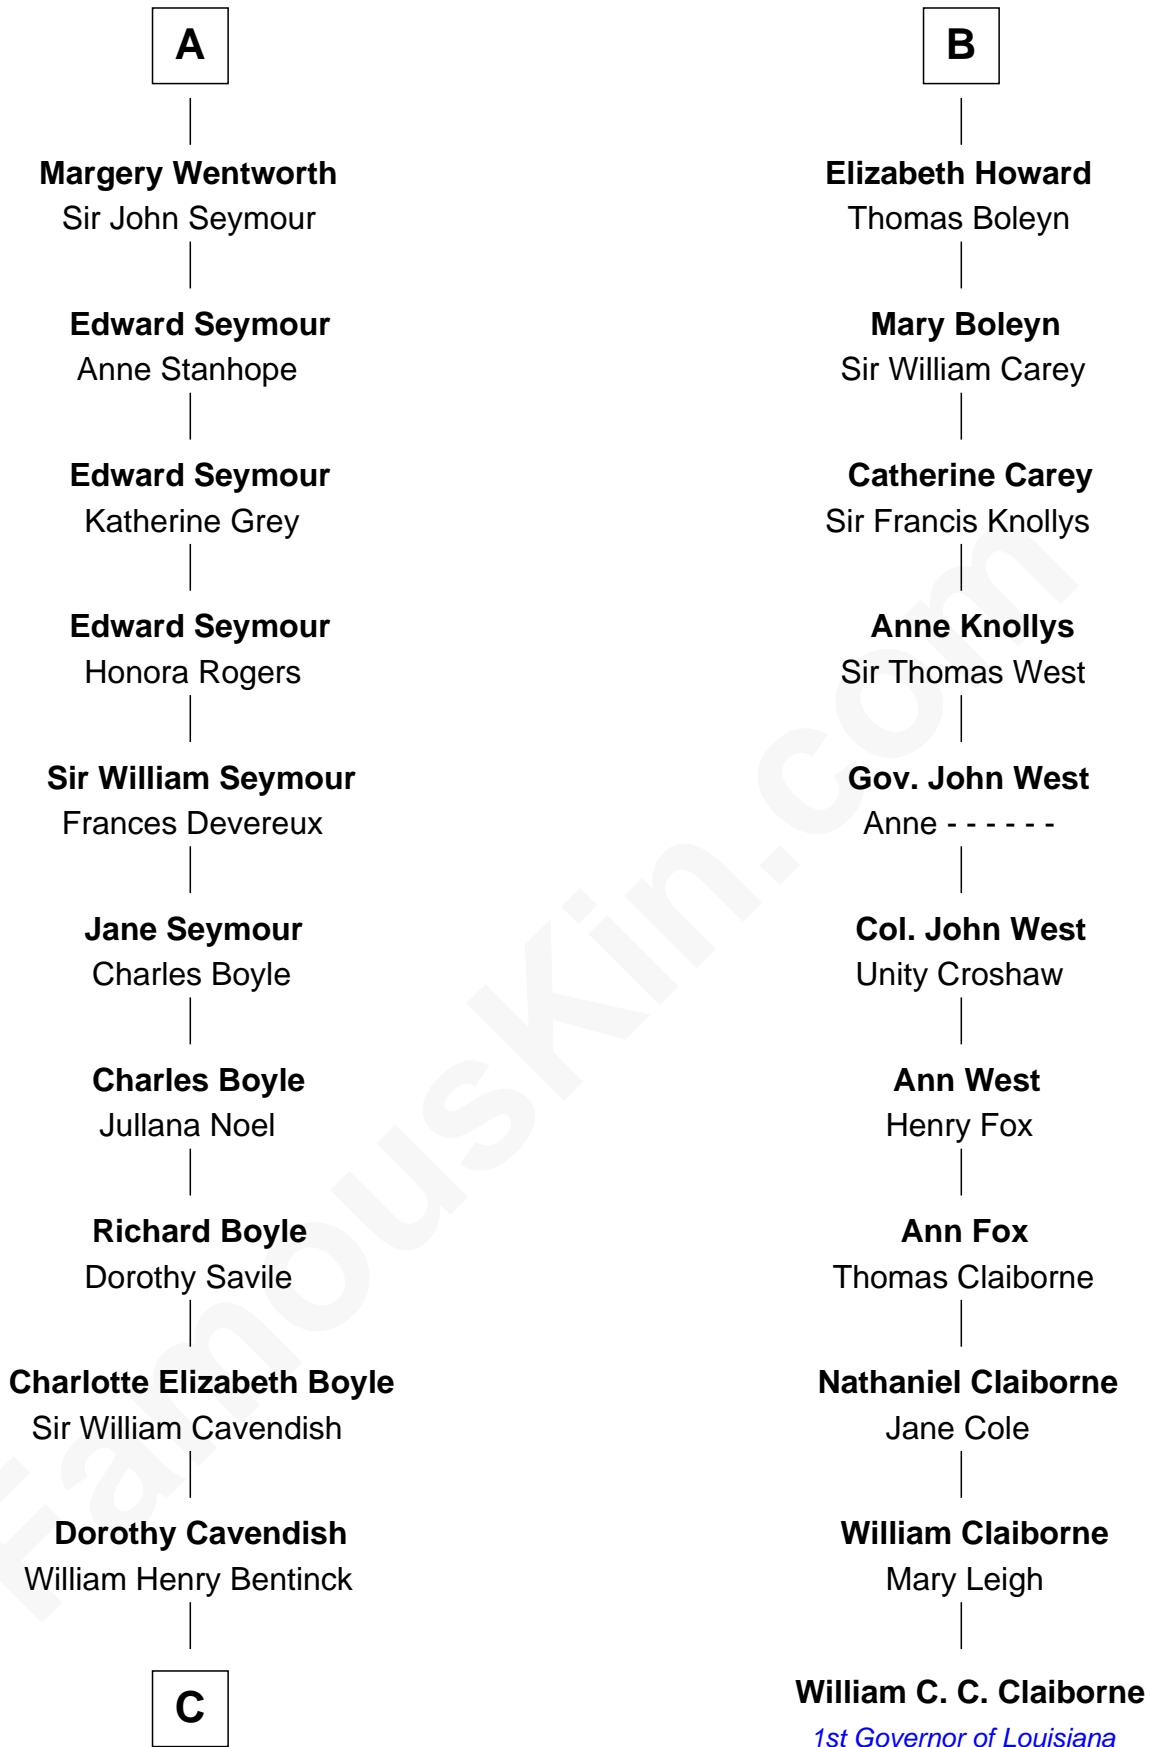 A
Margery Wentworth
Sir John Seymour
Edward Seymour
Anne Stanhope
Edward Seymour
Katherine Grey
Edward Seymour
Honora Rogers
Sir William Seymour
Frances Devereux
Jane Seymour
Charles Boyle
Charles Boyle
Jullana Noel
Richard Boyle
Dorothy Savile
Charlotte Elizabeth Boyle
Sir William Cavendish
Dorothy Cavendish
William Henry Bentinck
C
B
Elizabeth Howard
Thomas Boleyn
Mary Boleyn
Sir William Carey
Catherine Carey
Sir Francis Knollys
Anne Knollys
Sir Thomas West
Gov. John West
Anne - - - - - -
Col. John West
Unity Croshaw
Ann West
Henry Fox
Ann Fox
Thomas Claiborne
Nathaniel Claiborne
Jane Cole
William Claiborne
Mary Leigh
William C. C. Claiborne
1st Governor of Louisiana
FamousKin.com